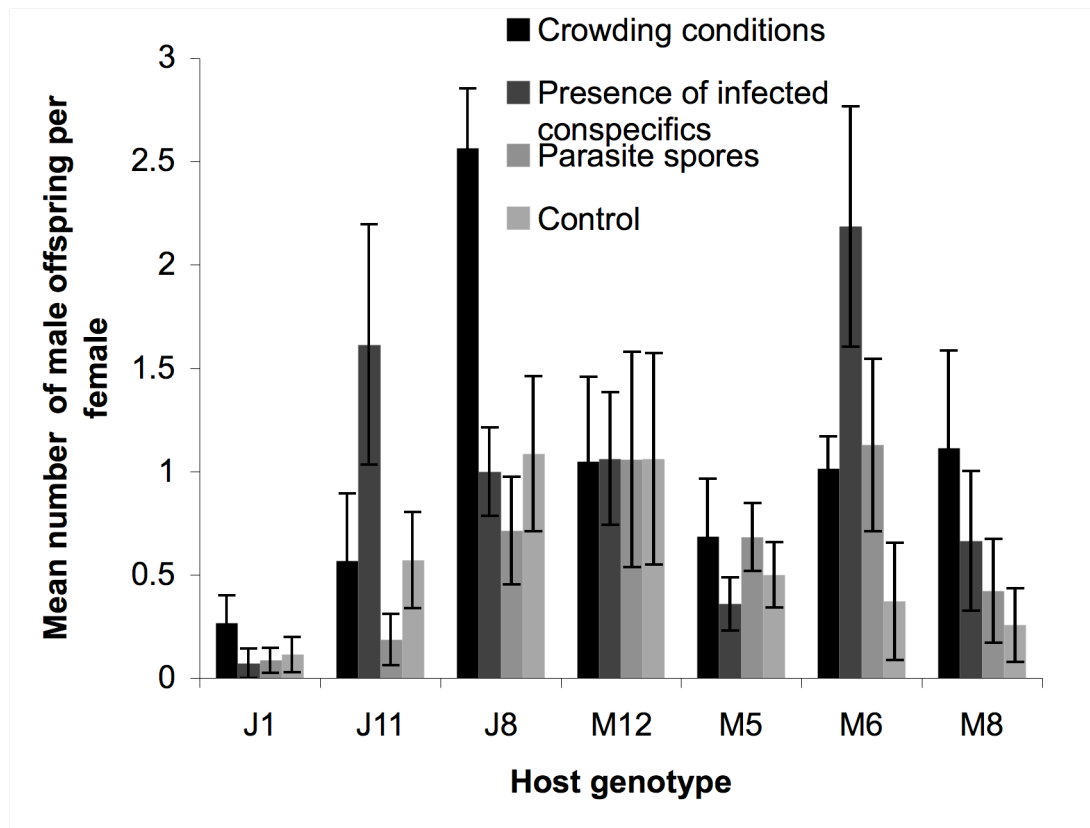 Crowding conditions
Presence of infected
conspecifics
Parasite spores
Control
Mean number of male offspring per
female
3
2.5
2
1.5
1
0.5
0
J1 J11 J8 M12 M5 M6 M8
Host genotype